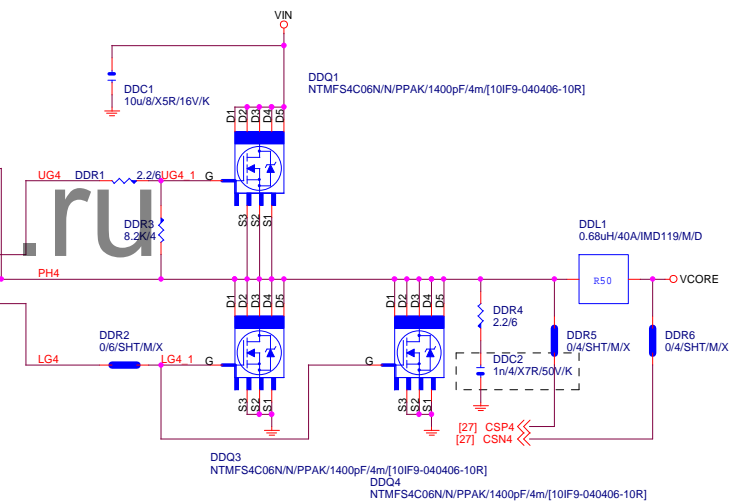 VIN
DDC1
10u/8/X5R/16V/K
DDQ1
NTMFS4C06N/N/PPAK/1400pF/4m/[10IF9-040406-10R]
D1
D2
D3
D4
D5
UG4
DDR1
2.2/6
UG4_1
G
S3
S2
S1
DDR3
8.2K/4
.ru
PH4
DDL1
0.68uH/40A/IMD119/M/D
R50
VCORE
D1
D2
D3
D4
D5
D1
D2
D3
D4
D5
DDR4
2.2/6
DDR2
0/6/SHT/M/X
LG4
LG4_1
G
G
DDR5
0/4/SHT/M/X
DDR6
0/4/SHT/M/X
DDC2
1n/4/X7R/50V/K
S3
S2
S1
S3
S2
S1
[27] CSP4
[27] CSN4
DDQ3
NTMFS4C06N/N/PPAK/1400pF/4m/[10IF9-040406-10R]
DDQ4
NTMFS4C06N/N/PPAK/1400pF/4m/[10IF9-040406-10R]